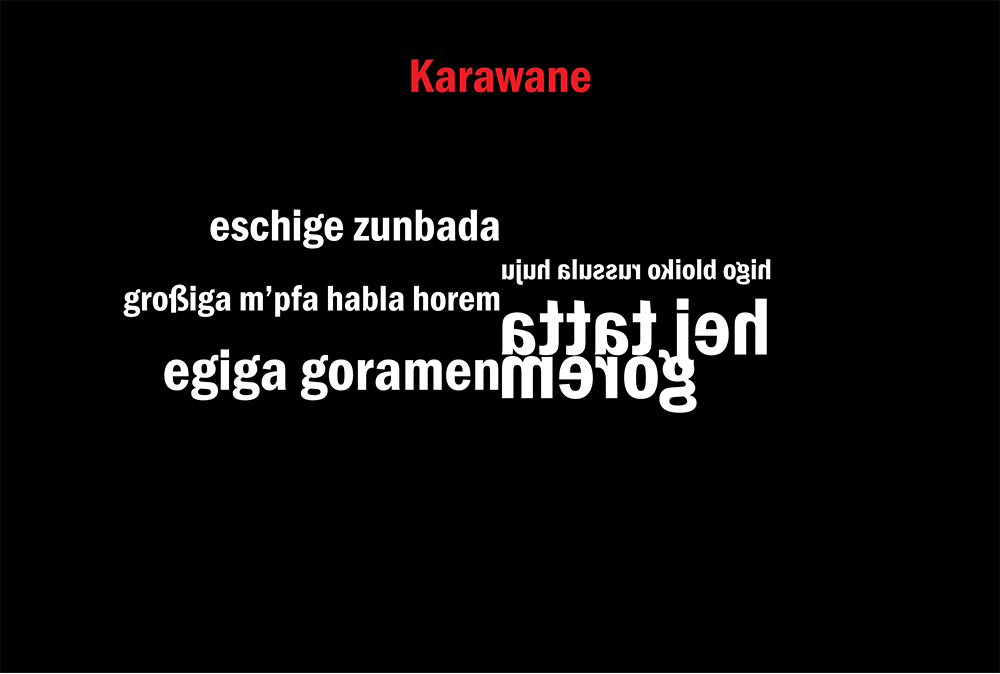 Karawane
eschige zunbada
higo bloiko russula huju
großiga m’pfa habla horem
hej tatta
gorem
egiga goramen